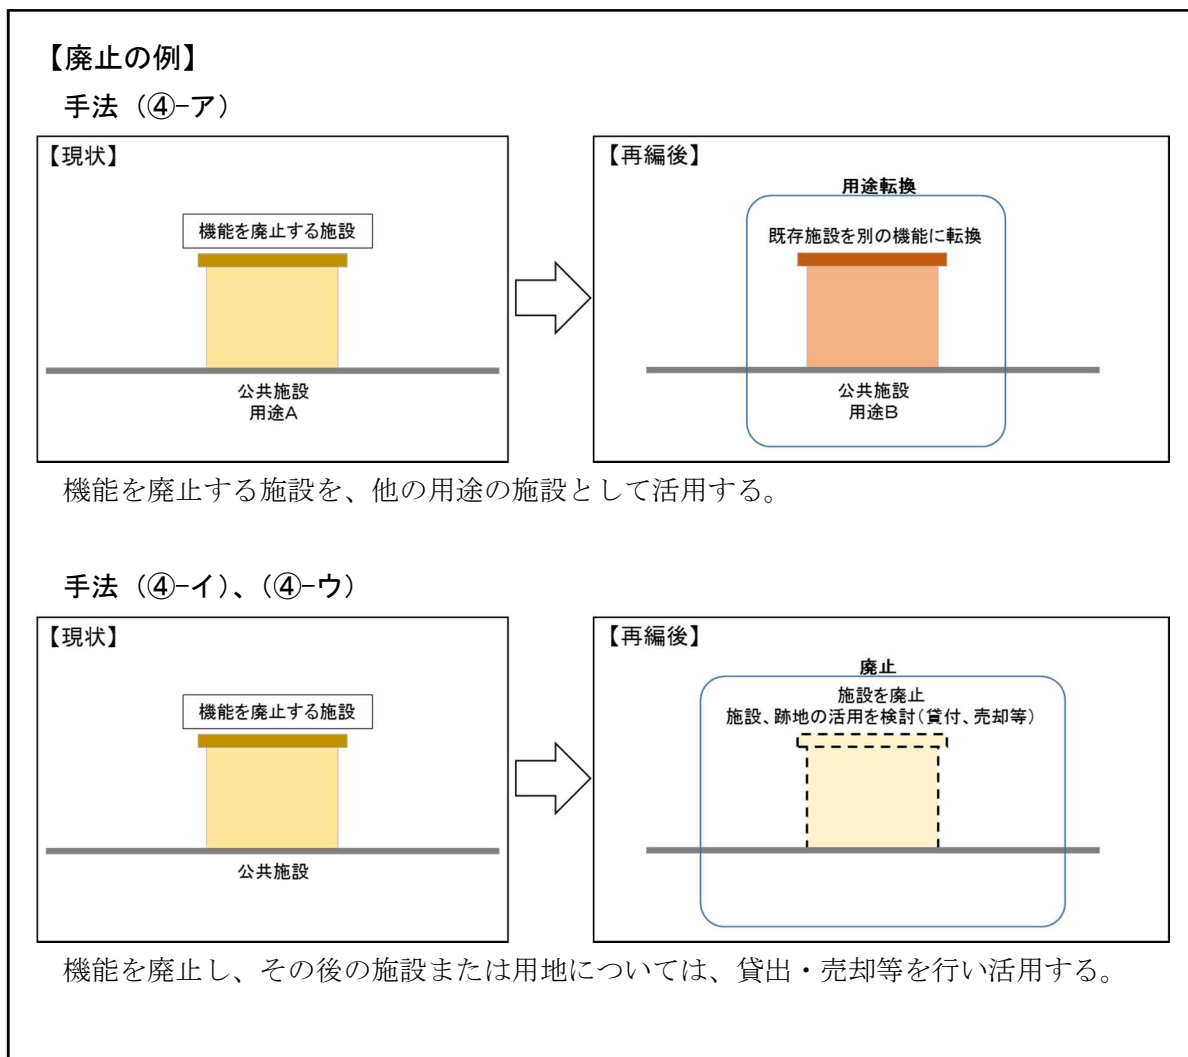 【廃止の例】
手法（④-ア）
【現状】
機能を廃止する施設
公共施設
用途A
【再編後】
用途転換
既存施設を別の機能に転換
公共施設
用途B
機能を廃止する施設を、他の用途の施設として活用する。
手法（④-イ）、（④-ウ）
【現状】
機能を廃止する施設
公共施設
【再編後】
廃止
施設を廃止
施設、跡地の活用を検討（貸付、売却等）
機能を廃止し、その後の施設または用地については、貸出・売却等を行い活用する。